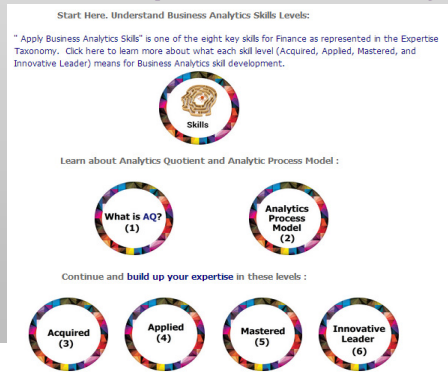 Start Here. Understand Business Analytics Skills Levels:
" Apply Business Analytics Skills" is one of the eight key skills for Finance as represented in the Expertise
Taxonomy. Click here to learn more about what each skill level (Acquired, Applied, Mastered, and
Innovative Leader) means for Business Analytics skill development.
Skills
Learn about Analytics Quotient and Analytic Process Model :
What is AQ?
(1)
Analytics
Process
Model
(2)
Continue and build up your expertise in these levels :
Acquired
(3)
Applied
(4)
Mastered
(5)
Innovative
Leader
(6)